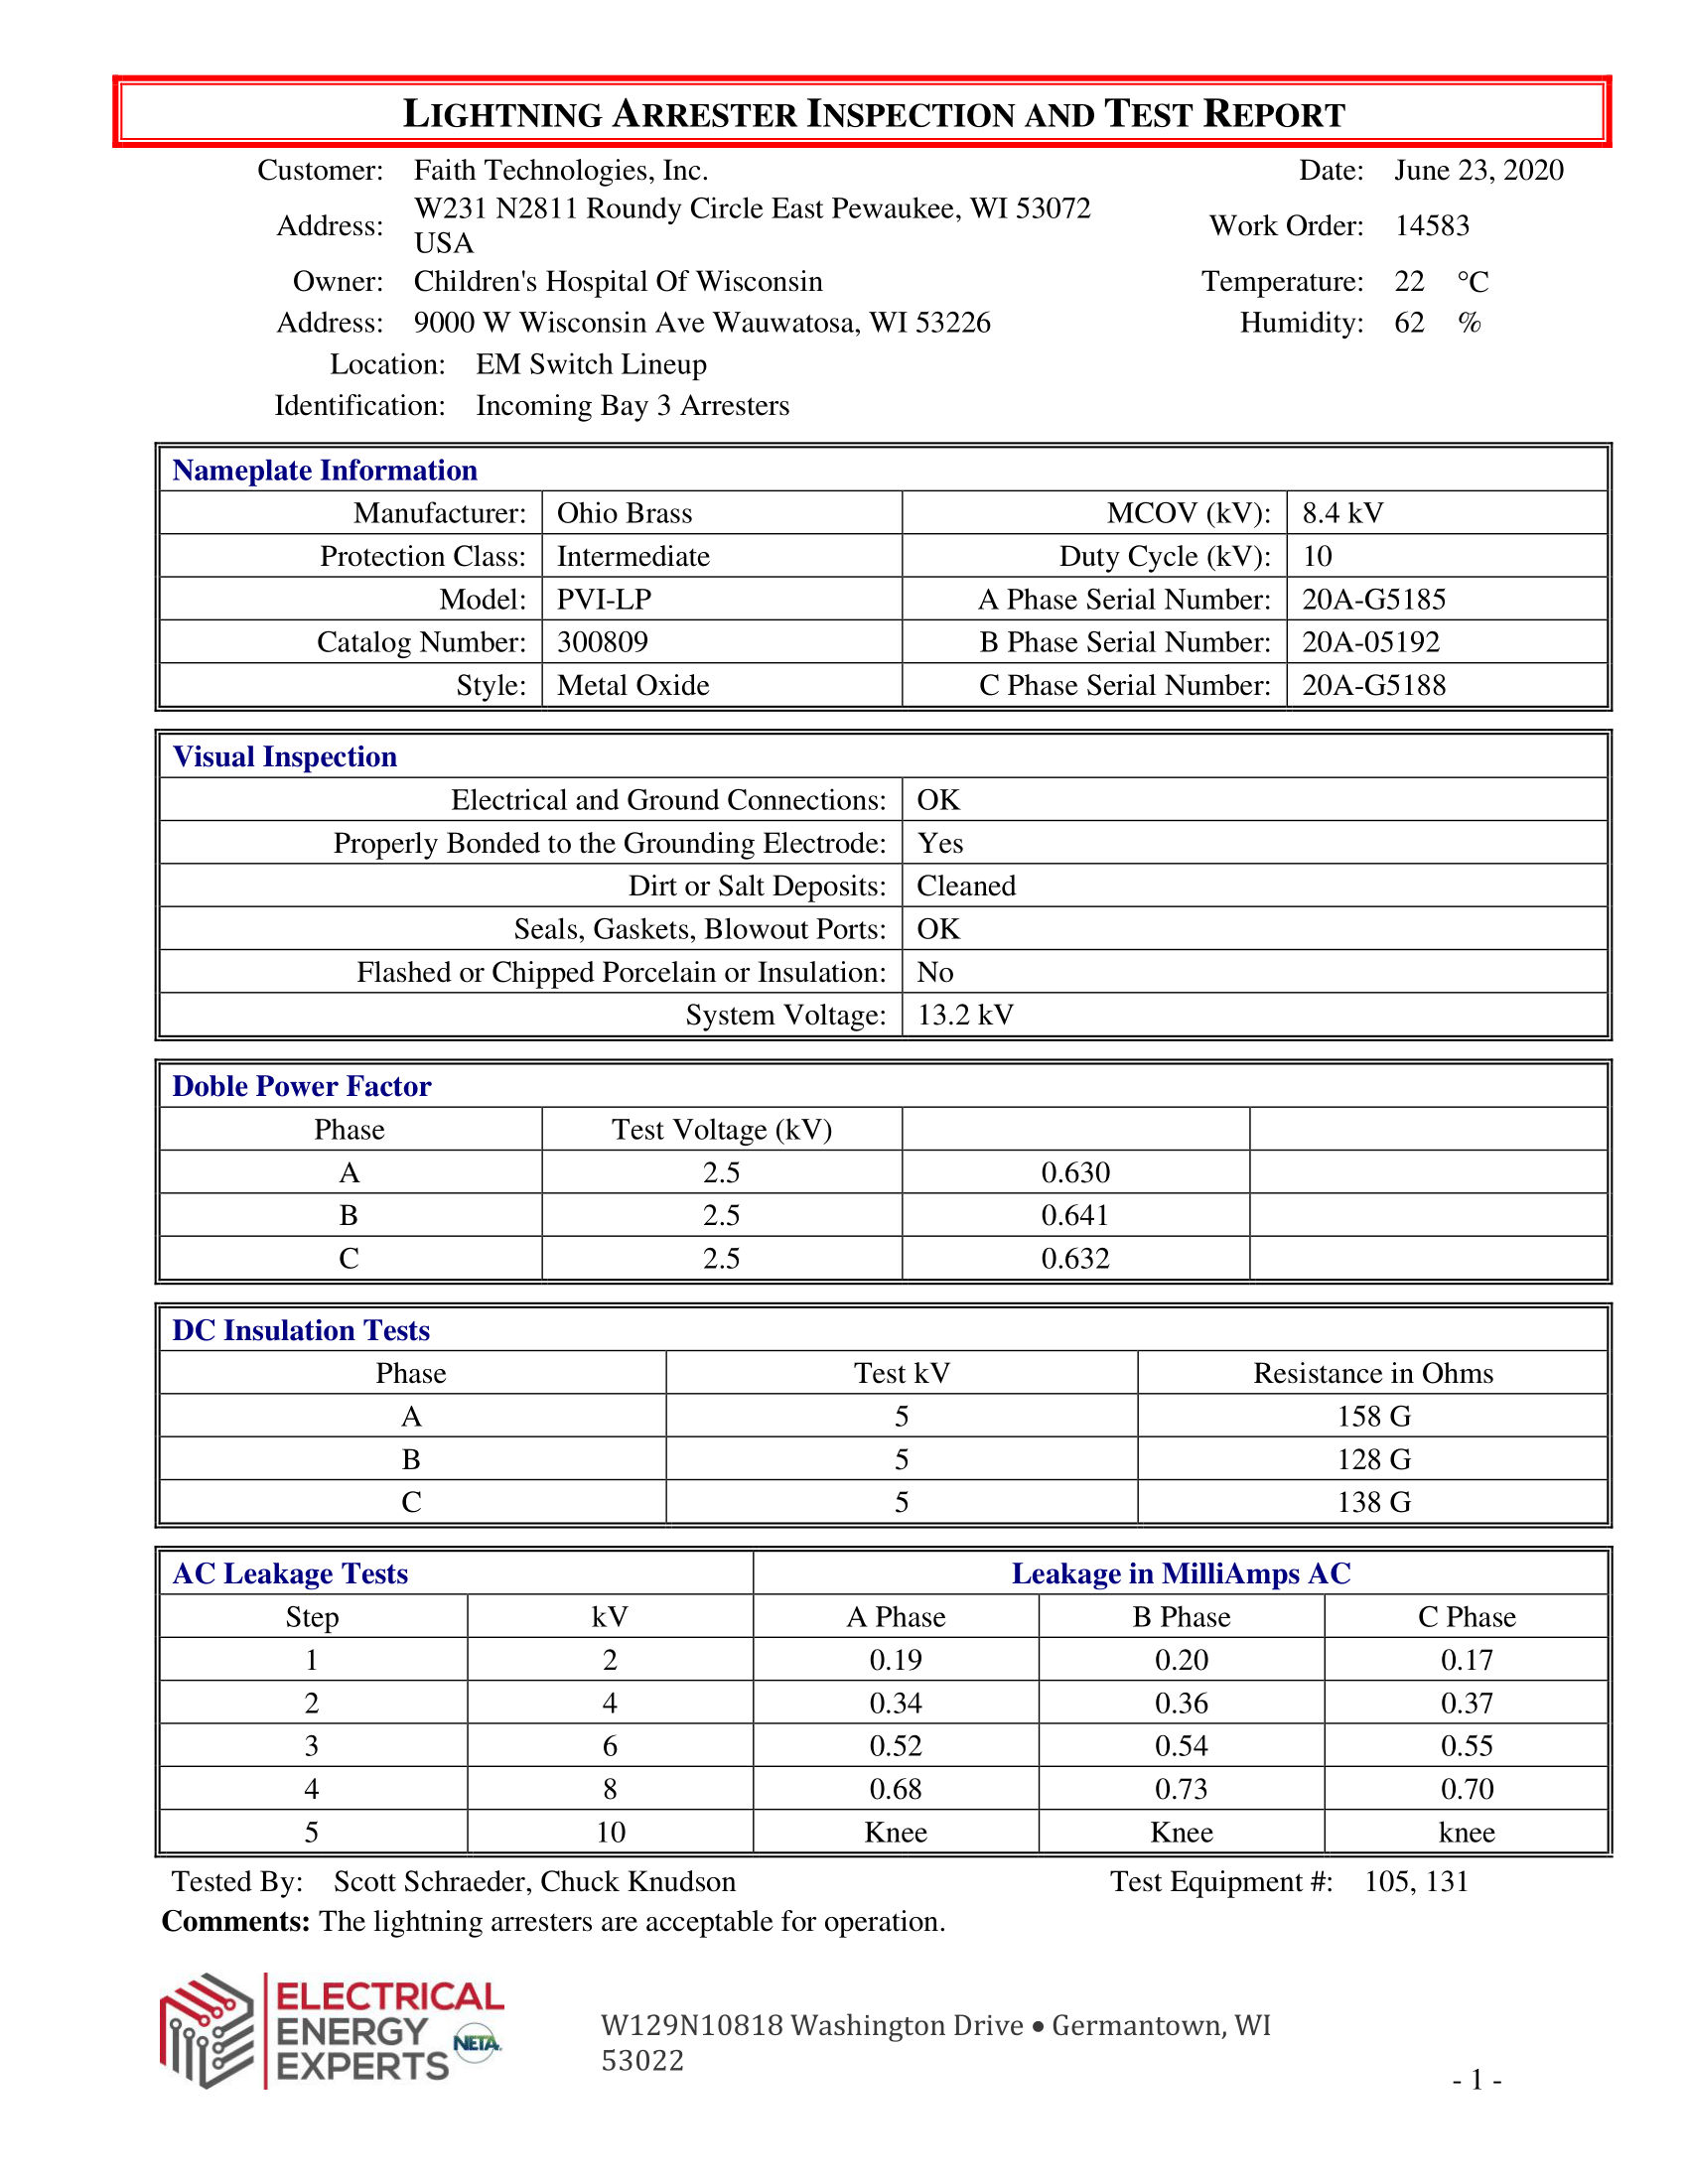 LIGHTNING ARRESTER INSPECTION AND TEST REPORT
Customer: Faith Technologies, Inc. Date: June 23, 2020
Address: W231 N2811 Roundy Circle East Pewaukee, WI 53072
USA Work Order: 14583
Owner: Children's Hospital Of Wisconsin Temperature: 22 °C
Address: 9000 W Wisconsin Ave Wauwatosa, WI 53226 Humidity: 62 %
Location: EM Switch Lineup
Identification: Incoming Bay 3 Arresters
Nameplate Information
Manufacturer: Ohio Brass MCOV (kV): 8.4 kV
Protection Class: Intermediate Duty Cycle (kV): 10
Model: PVI-LP A Phase Serial Number: 20A-G5185
Catalog Number: 300809 B Phase Serial Number: 20A-05192
Style: Metal Oxide C Phase Serial Number: 20A-G5188
Visual Inspection
Electrical and Ground Connections: OK
Properly Bonded to the Grounding Electrode: Yes
Dirt or Salt Deposits: Cleaned
Seals, Gaskets, Blowout Ports: OK
Flashed or Chipped Porcelain or Insulation: No
System Voltage: 13.2 kV
Doble Power Factor
Phase Test Voltage (kV)
A 2.5 0.630
B 2.5 0.641
C 2.5 0.632
DC Insulation Tests
Phase Test kV Resistance in Ohms
A 5 158 G
B 5 128 G
C 5 138 G
AC Leakage Tests Leakage in MilliAmps AC
Step kV A Phase B Phase C Phase
1 2 0.19 0.20 0.17
2 4 0.34 0.36 0.37
3 6 0.52 0.54 0.55
4 8 0.68 0.73 0.70
5 10 Knee Knee knee
Tested By: Scott Schraeder, Chuck Knudson Test Equipment #: 105, 131
Comments: The lightning arresters are acceptable for operation.
ELECTRICAL
ENERGY
EXPERTS
NETA
W129N10818 Washington Drive • Germantown, WI
53022
- 1 -